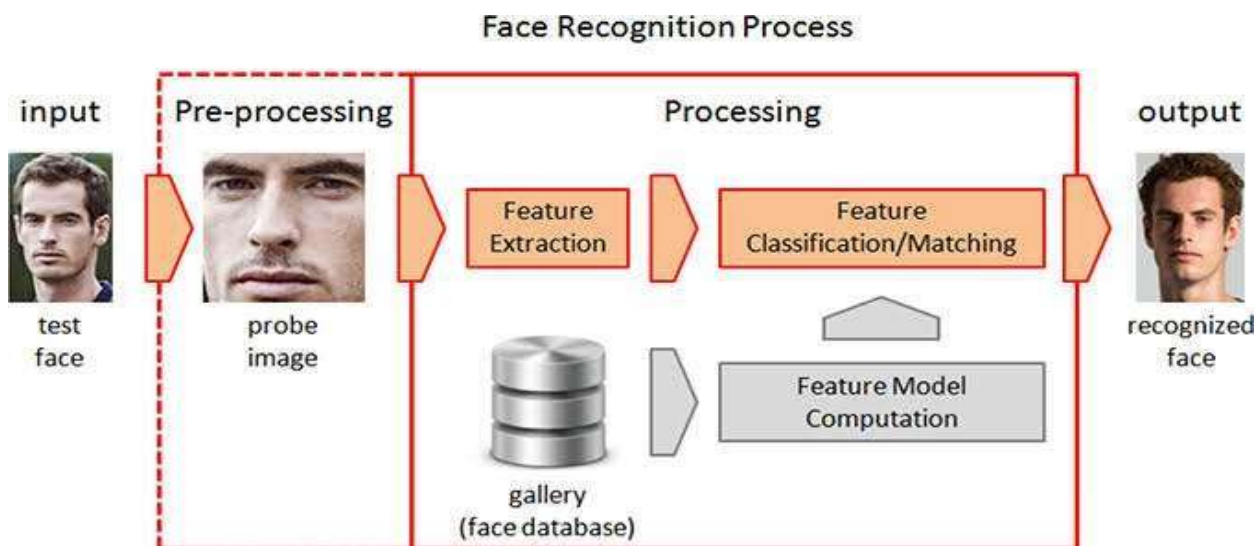 Face Recognition Process
input
Pre-processing
Processing
output
Feature
Extraction
Feature
Classification/Matching
test
face
probe
image
recognized
face
Feature Model
Computation
gallery
(face database)